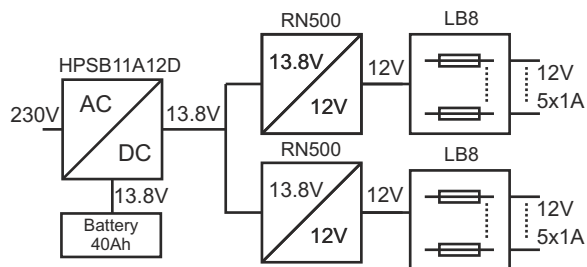 RN500
LB8
HPSB11A12D
13.8V
12V
12V
12V
5x1A
AC
230V
13.8V
DC
RN500
LB8
13.8V
13.8V
12V
12V
12V
5x1A
Battery
40Ah